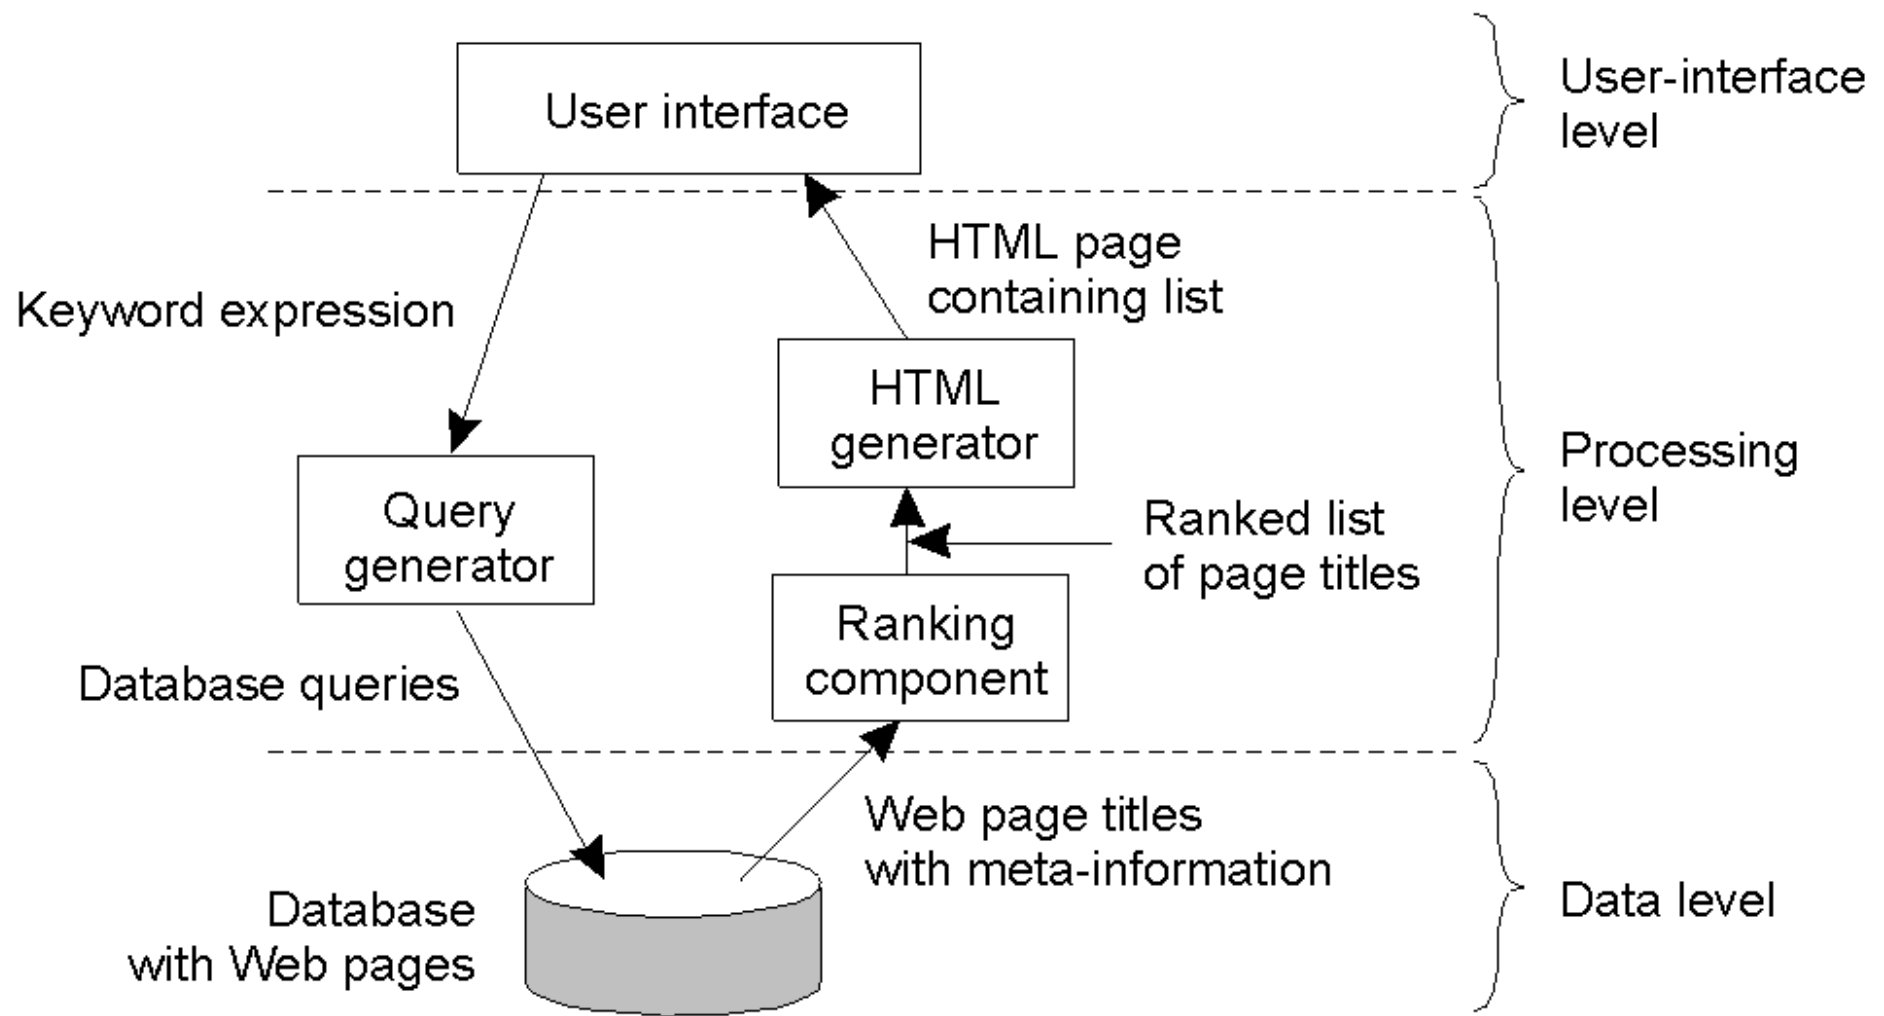 User interface
User-interface
level
HTML page
containing list
Keyword expression
HTML
generator
Processing
level
Query
generator
Ranked list
of page titles
Ranking
component
Database queries
Web page titles
with meta-information
Database
with Web pages
Data level